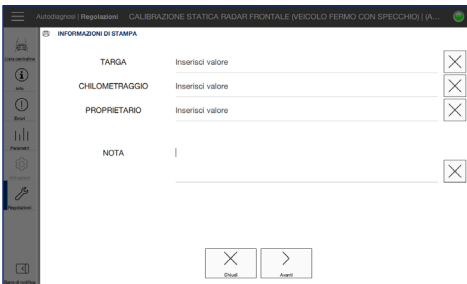 Autodiagnosi | Regolazioni CALIBRAZIONE STATICA RADAR FRONTALE (VEICOLO FERMO CON SPECCHIO) | (A...
INFORMAZIONI DI STAMPA
Lista centraline
Info
Errori
Parametri
Attivazioni
Regolazioni
TARGA Inserisci valore
CHILOMETRAGGIO Inserisci valore
PROPRIETARIO Inserisci valore
NOTA
Chiudi Avanti